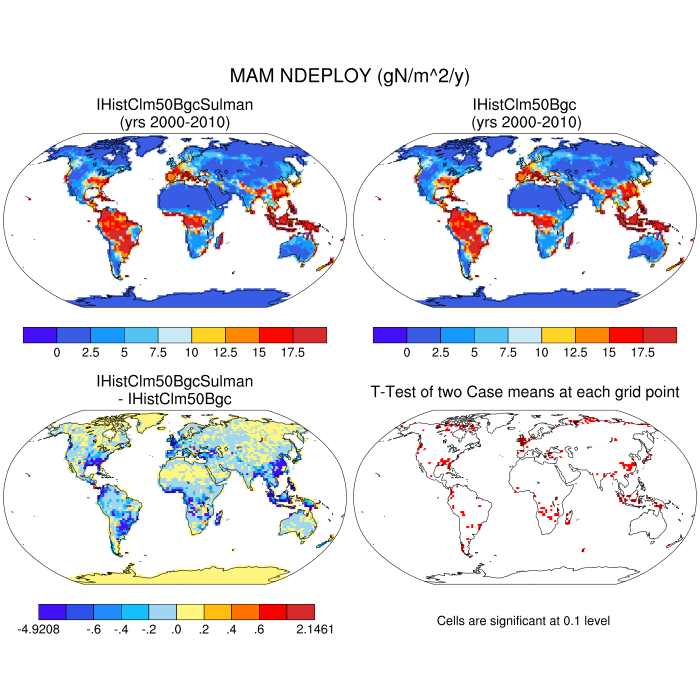 MAM NDEPLOY (gN/m^2/y)
IHistClm50BgcSulman
(yrs 2000-2010)
IHistClm50Bgc
(yrs 2000-2010)
0 2.5 5 7.5 10 12.5 15 17.5
0 2.5 5 7.5 10 12.5 15 17.5
IHistClm50BgcSulman
- IHistClm50Bgc
T-Test of two Case means at each grid point
-4.9208 -.6 -.4 -.2 .0 .2 .4 .6 2.1461
Cells are significant at 0.1 level